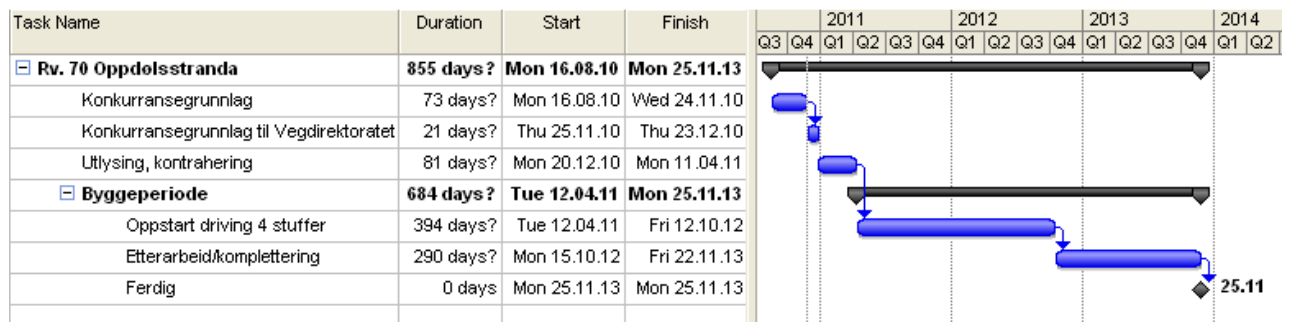 Task Name Duration Start Finish 2011 2012 2013 2014
Q3 Q4 Q1 Q2 Q3 Q4 Q1 Q2 Q3 Q4 Q1 Q2 Q3 Q4 Q1 Q2
Rv. 70 Oppdølsstranda 855 days? Mon 16.08.10 Mon 25.11.13
Konkurransegrunnlag 73 days? Mon 16.08.10 Wed 24.11.10
Konkurransegrunnlag til Vegdirektoratet 21 days? Thu 25.11.10 Thu 23.12.10
Utlysing, kontrahering 81 days? Mon 20.12.10 Mon 11.04.11
Byggeperiode 684 days? Tue 12.04.11 Mon 25.11.13
Oppstart driving 4 stuffer 394 days? Tue 12.04.11 Fri 12.10.12
Etterarbeid/komplettering 290 days? Mon 15.10.12 Fri 22.11.13
Ferdig 0 days Mon 25.11.13 Mon 25.11.13 25.11